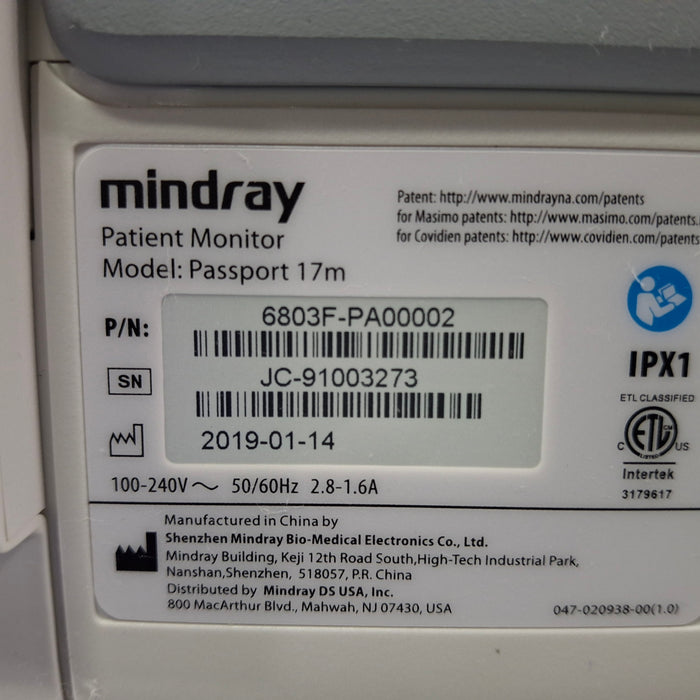 mindray
Patient Monitor
Model: Passport 17m
Patent: http://www.mindrayna.com/patents
for Masimo patents: http://www.masimo.com/patents.
for Covidien patents: http://www.covidien.com/patents
P/N: 6803F-PA00002
SN JC-91003273
2019-01-14
100-240V～ 50/60Hz 2.8-1.6A
IPX1
ETL CLASSIFIED
C ETL CM US
LISTED
Intertek
3179617
Manufactured in China by
Shenzhen Mindray Bio-Medical Electronics Co., Ltd.
Mindray Building, Keji 12th Road South,High-Tech Industrial Park,
Nanshan,Shenzhen, 518057, P.R. China
Distributed by Mindray DS USA, Inc.
800 MacArthur Blvd., Mahwah, NJ 07430, USA
047-020938-00(1.0)